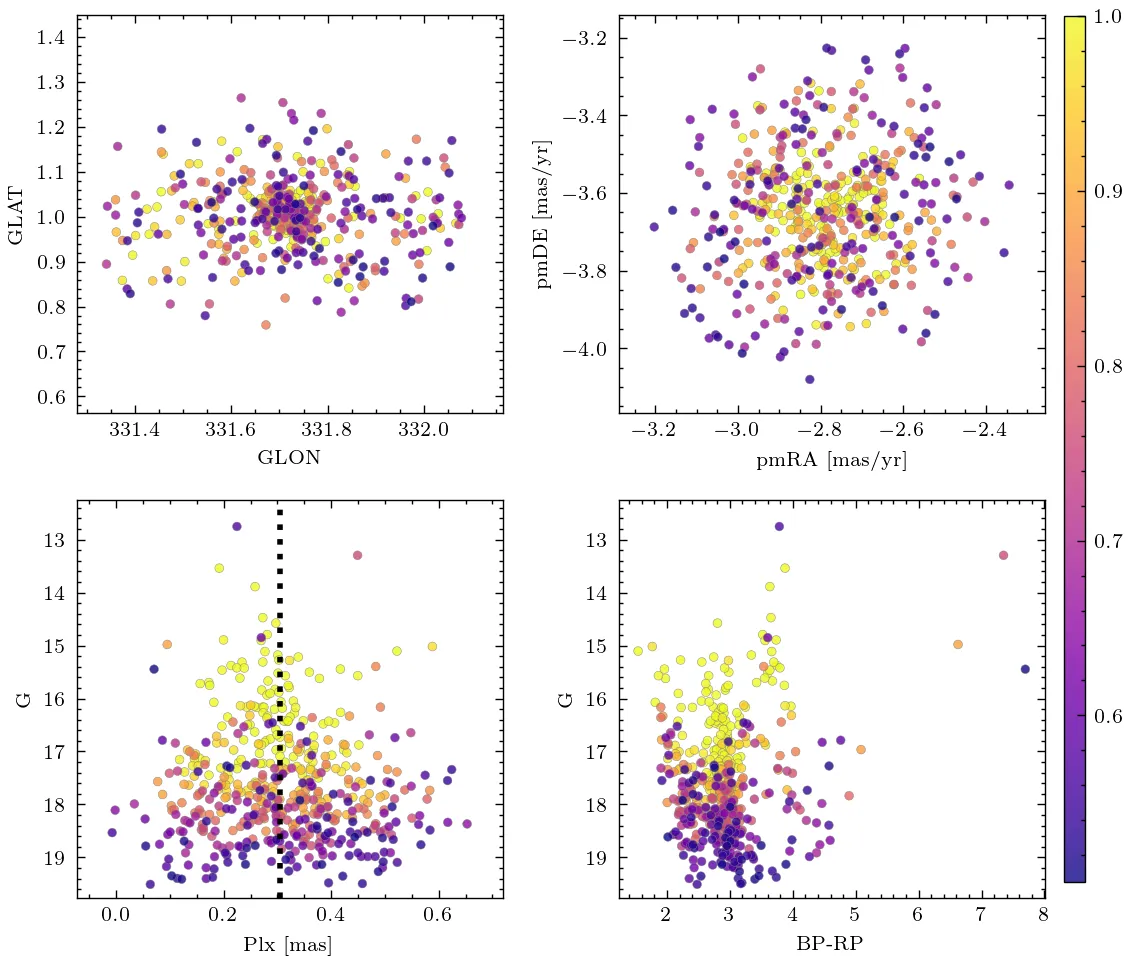 1.4
1.3
1.2
1.1
1.0
0.9
0.8
0.7
0.6
GLAT
331.4 331.6 331.8 332.0
GLON
−3.2
−3.4
−3.6
−3.8
−4.0
pmDE [mas/yr]
−3.2 −3.0 −2.8 −2.6 −2.4
pmRA [mas/yr]
1.0
0.9
0.8
0.7
0.6
13
14
15
16
17
18
19
G
0.0 0.2 0.4 0.6
Plx [mas]
13
14
15
16
17
18
19
G
2 3 4 5 6 7 8
BP-RP